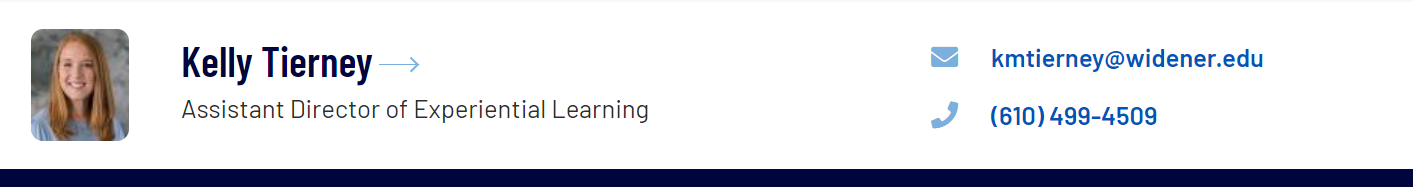 Kelly Tierney
Assistant Director of Experiential Learning
kmtierney@widener.edu
(610) 499-4509